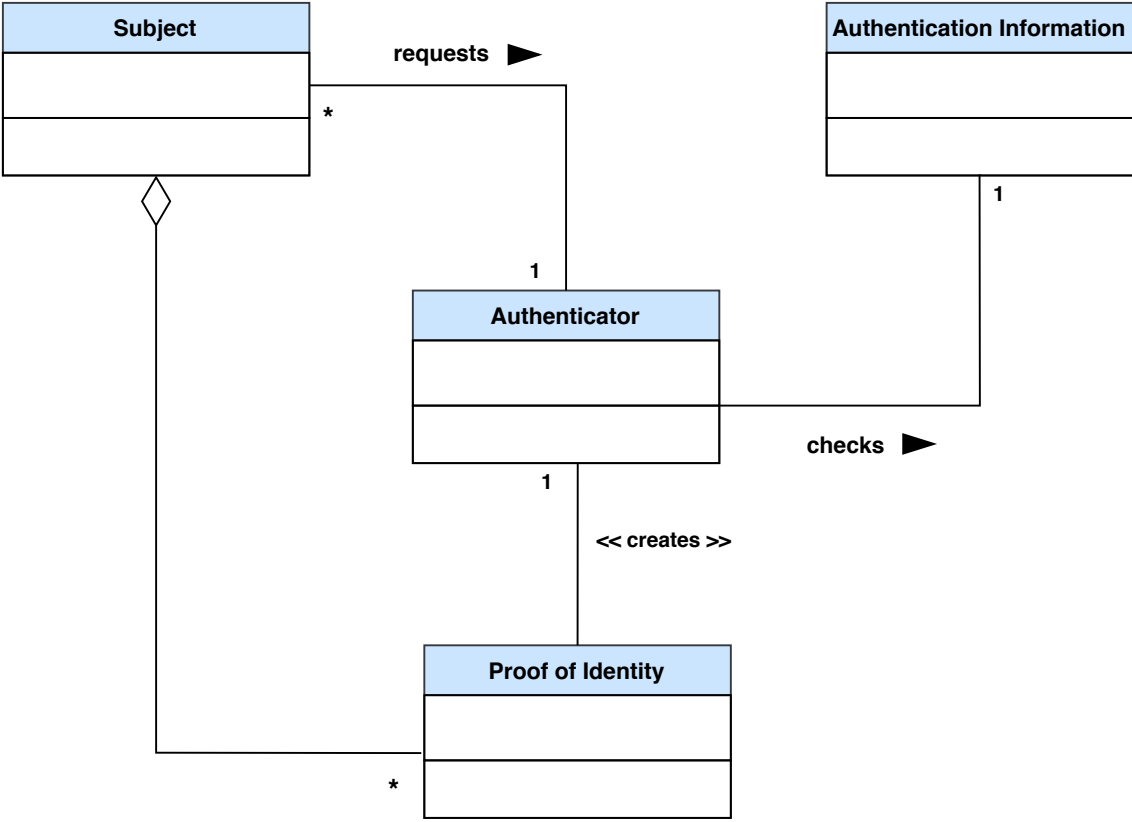 Subject
Authentication Information
requests ►
*
1
1
Authenticator
checks ►
1
<< creates >>
Proof of Identity
*